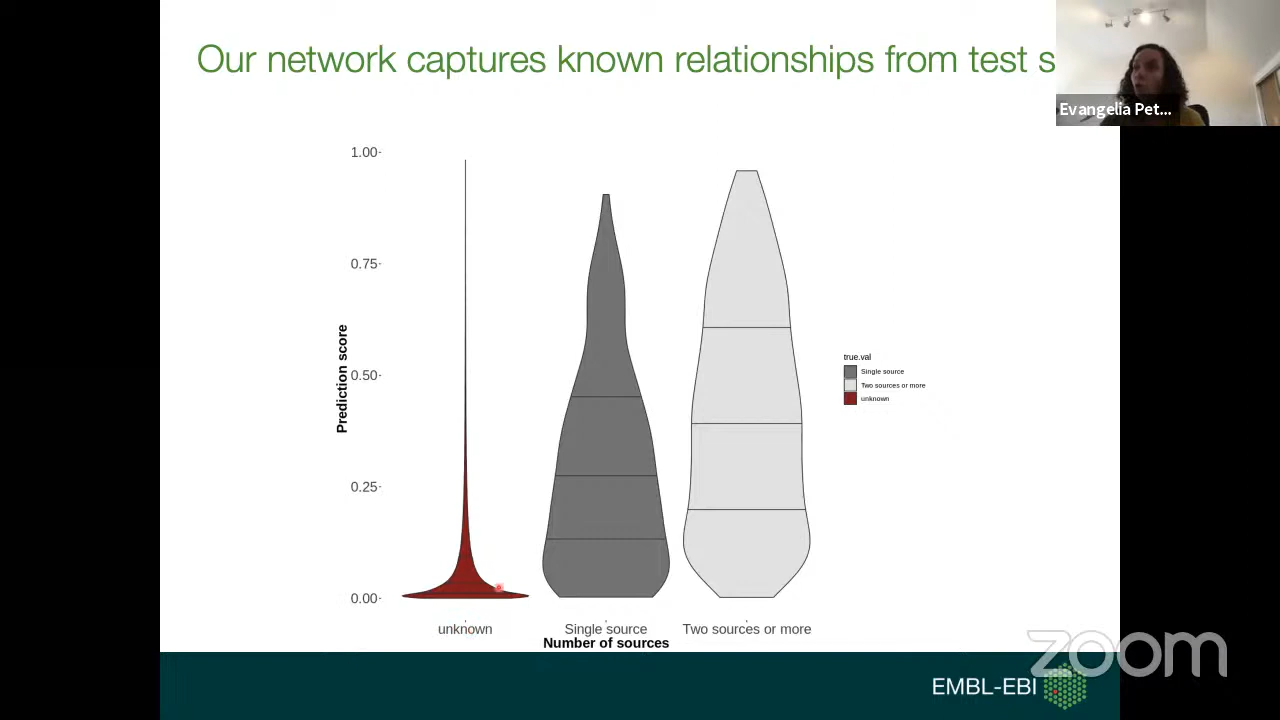 Our network captures known relationships from test s
Evangelia Pet...
1.00
0.75
0.50
0.25
0.00
Prediction score
unknown
Single source
Two sources or more
Number of sources
true.val
Single source
Two sources or more
unknown
zoom
EMBL-EBI